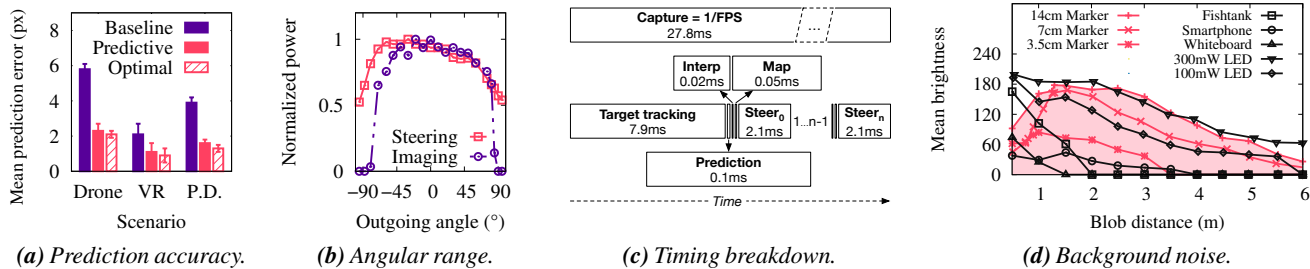 Mean prediction error (px)
8
6
4
2
0
Baseline
Predictive
Optimal
Drone VR P.D.
Scenario
(a) Prediction accuracy.
Normalized power
1
0.5
0
Steering
Imaging
−90 −45 0 45 90
Outgoing angle (°)
(b) Angular range.
Capture = 1/FPS
27.8ms
...
Interp
0.02ms
Map
0.05ms
Target tracking
7.9ms
Steer0
2.1ms
1...n-1
Steern
2.1ms
Prediction
0.1ms
Time
(c) Timing breakdown.
Mean brightness
240
180
120
60
0
14cm Marker
7cm Marker
3.5cm Marker
Fishtank
Smartphone
Whiteboard
300mW LED
100mW LED
1 2 3 4 5 6
Blob distance (m)
(d) Background noise.